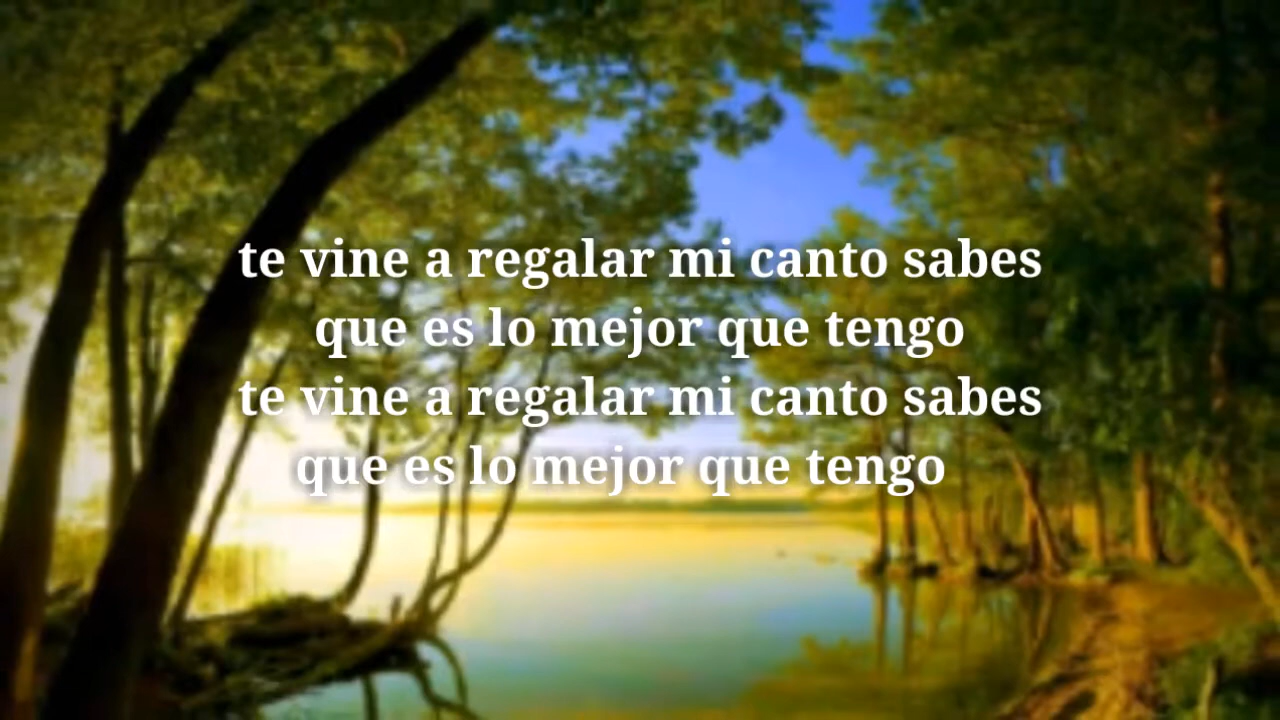 te vine a regalar mi canto sabes
que es lo mejor que tengo
te vine a regalar mi canto sabes
que es lo mejor que tengo